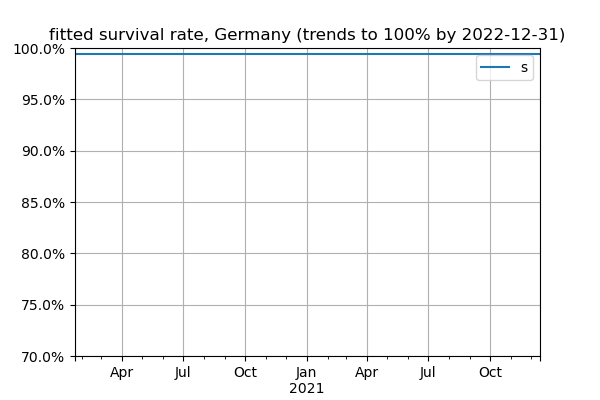 fitted survival rate, Germany (trends to 100% by 2022-12-31)
100.0%
s
95.0%
90.0%
85.0%
80.0%
75.0%
70.0%
Apr Jul Oct Jan Apr Jul Oct
2021